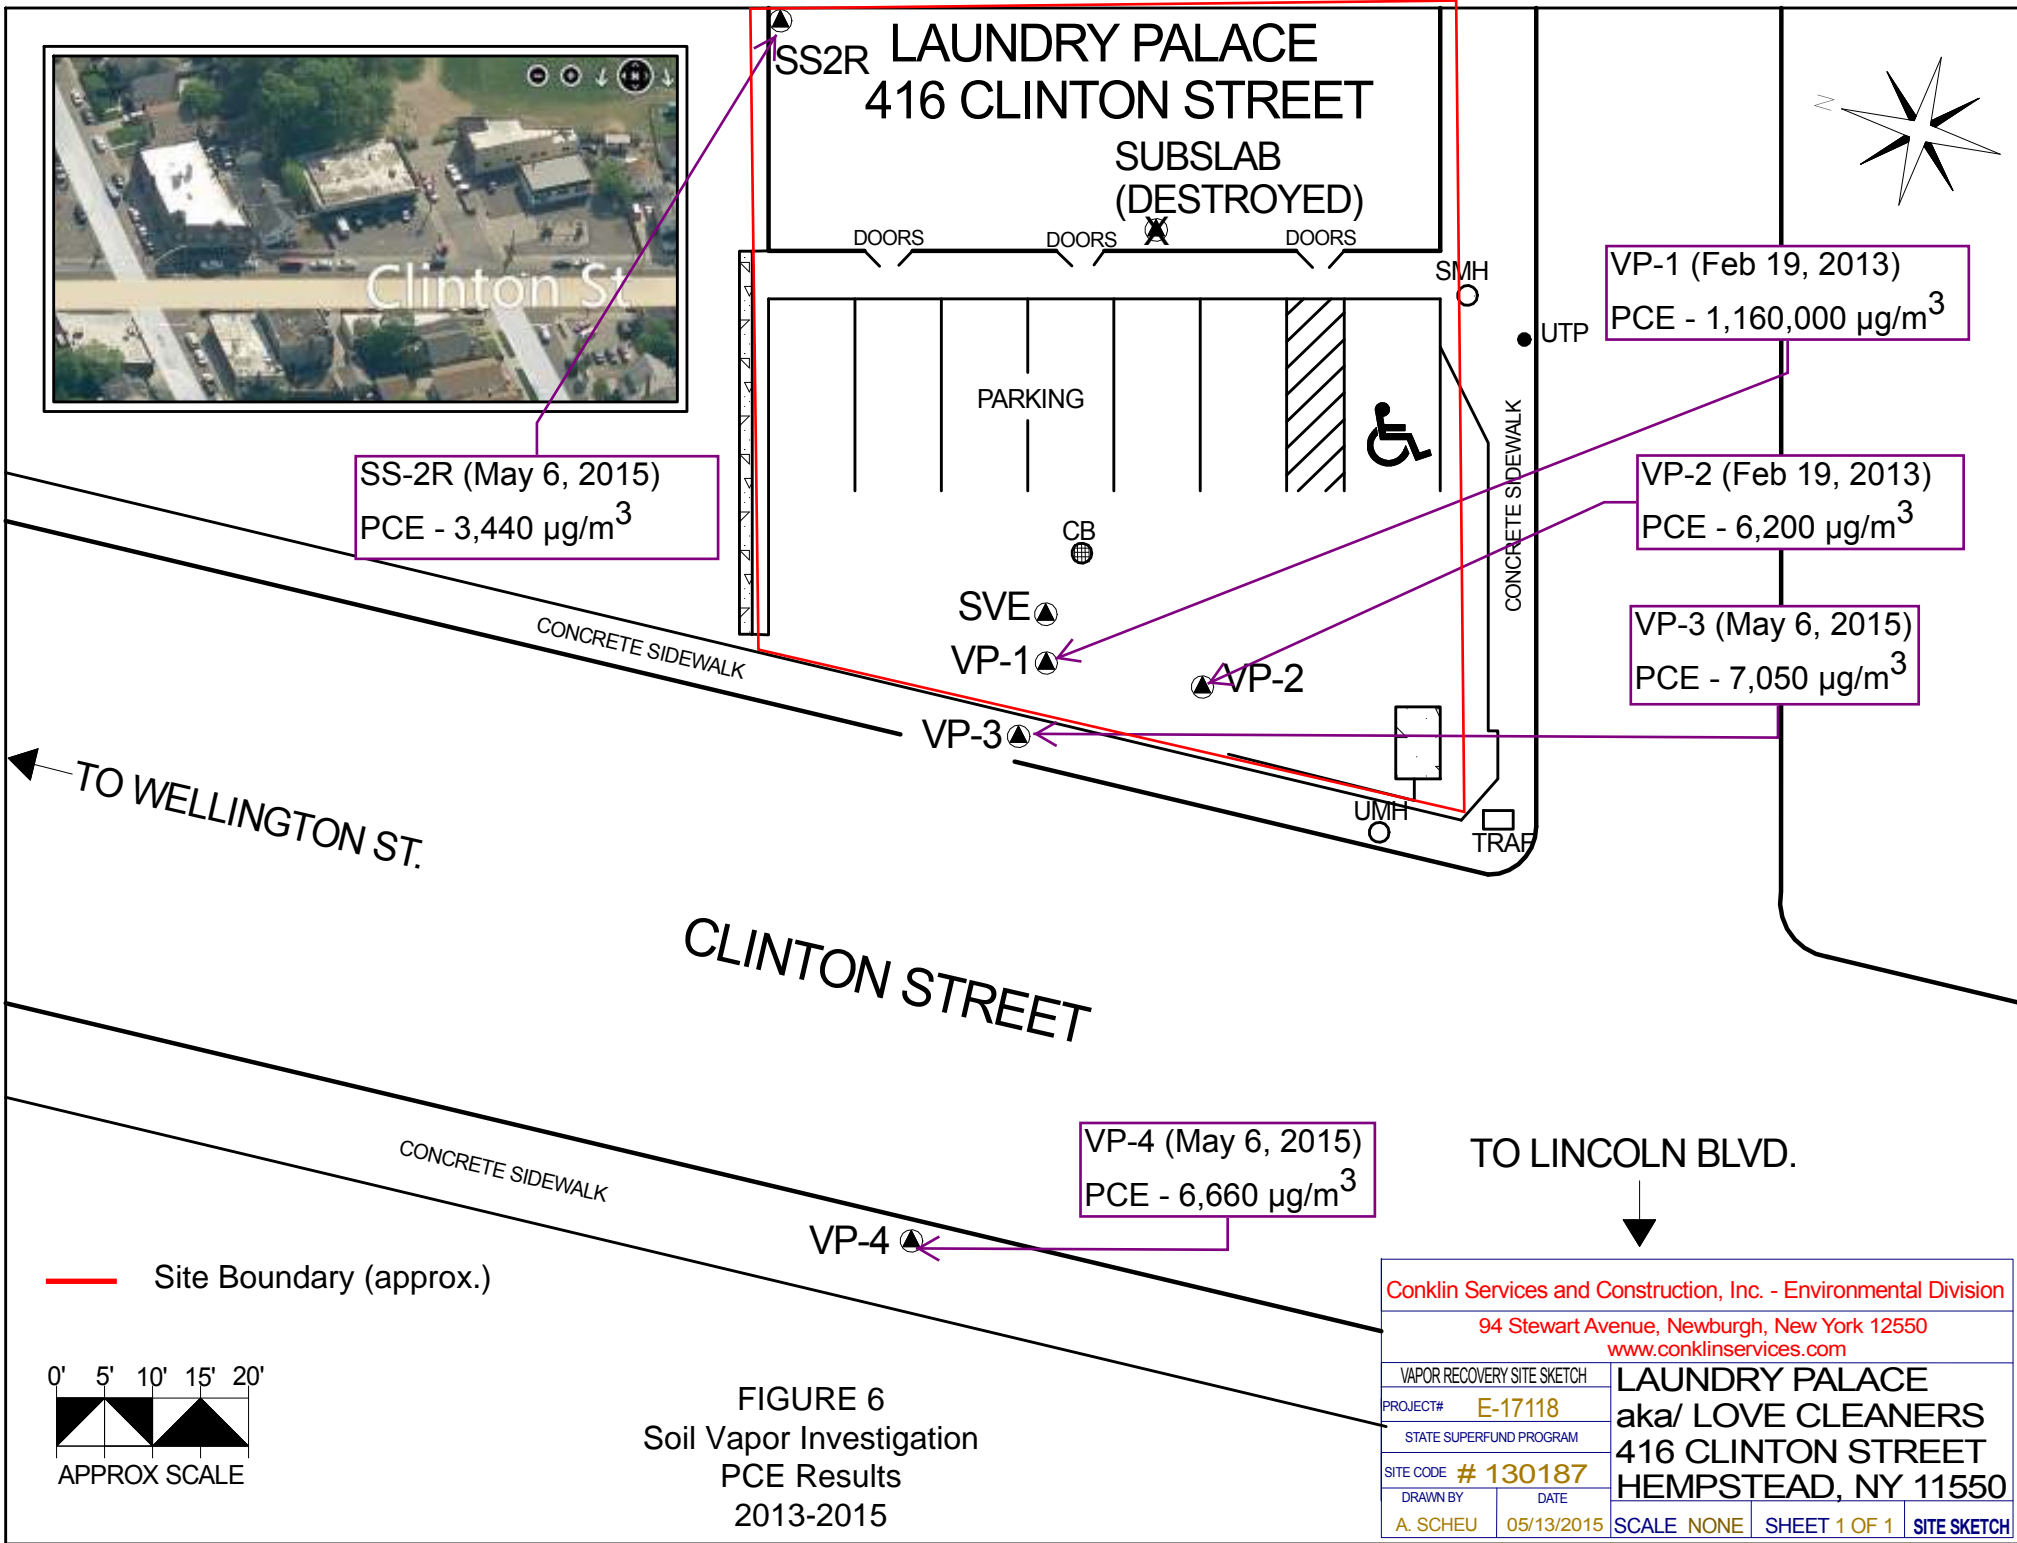 SS2R
LAUNDRY PALACE
416 CLINTON STREET
SUBSLAB
(DESTROYED)
Clinton St
N
DOORS
DOORS
DOORS
SMH
UTP
VP-1 (Feb 19, 2013)
PCE - 1,160,000 µg/m³
PARKING
CONCRETE SIDEWALK
SS-2R (May 6, 2015)
PCE - 3,440 µg/m³
VP-2 (Feb 19, 2013)
PCE - 6,200 µg/m³
CB
SVE
VP-1
VP-2
VP-3 (May 6, 2015)
PCE - 7,050 µg/m³
CONCRETE SIDEWALK
VP-3
UMH
TRAF
TO WELLINGTON ST.
CLINTON STREET
VP-4 (May 6, 2015)
PCE - 6,660 µg/m³
TO LINCOLN BLVD.
CONCRETE SIDEWALK
VP-4
Site Boundary (approx.)
0' 5' 10' 15' 20'
APPROX SCALE
FIGURE 6
Soil Vapor Investigation
PCE Results
2013-2015
Conklin Services and Construction, Inc. - Environmental Division
94 Stewart Avenue, Newburgh, New York 12550
www.conklinservices.com
VAPOR RECOVERY SITE SKETCH
PROJECT# E-17118
STATE SUPERFUND PROGRAM
SITE CODE # 130187
DRAWN BY DATE
A. SCHEU 05/13/2015
LAUNDRY PALACE
aka/ LOVE CLEANERS
416 CLINTON STREET
HEMPSTEAD, NY 11550
SCALE NONE SHEET 1 OF 1 SITE SKETCH